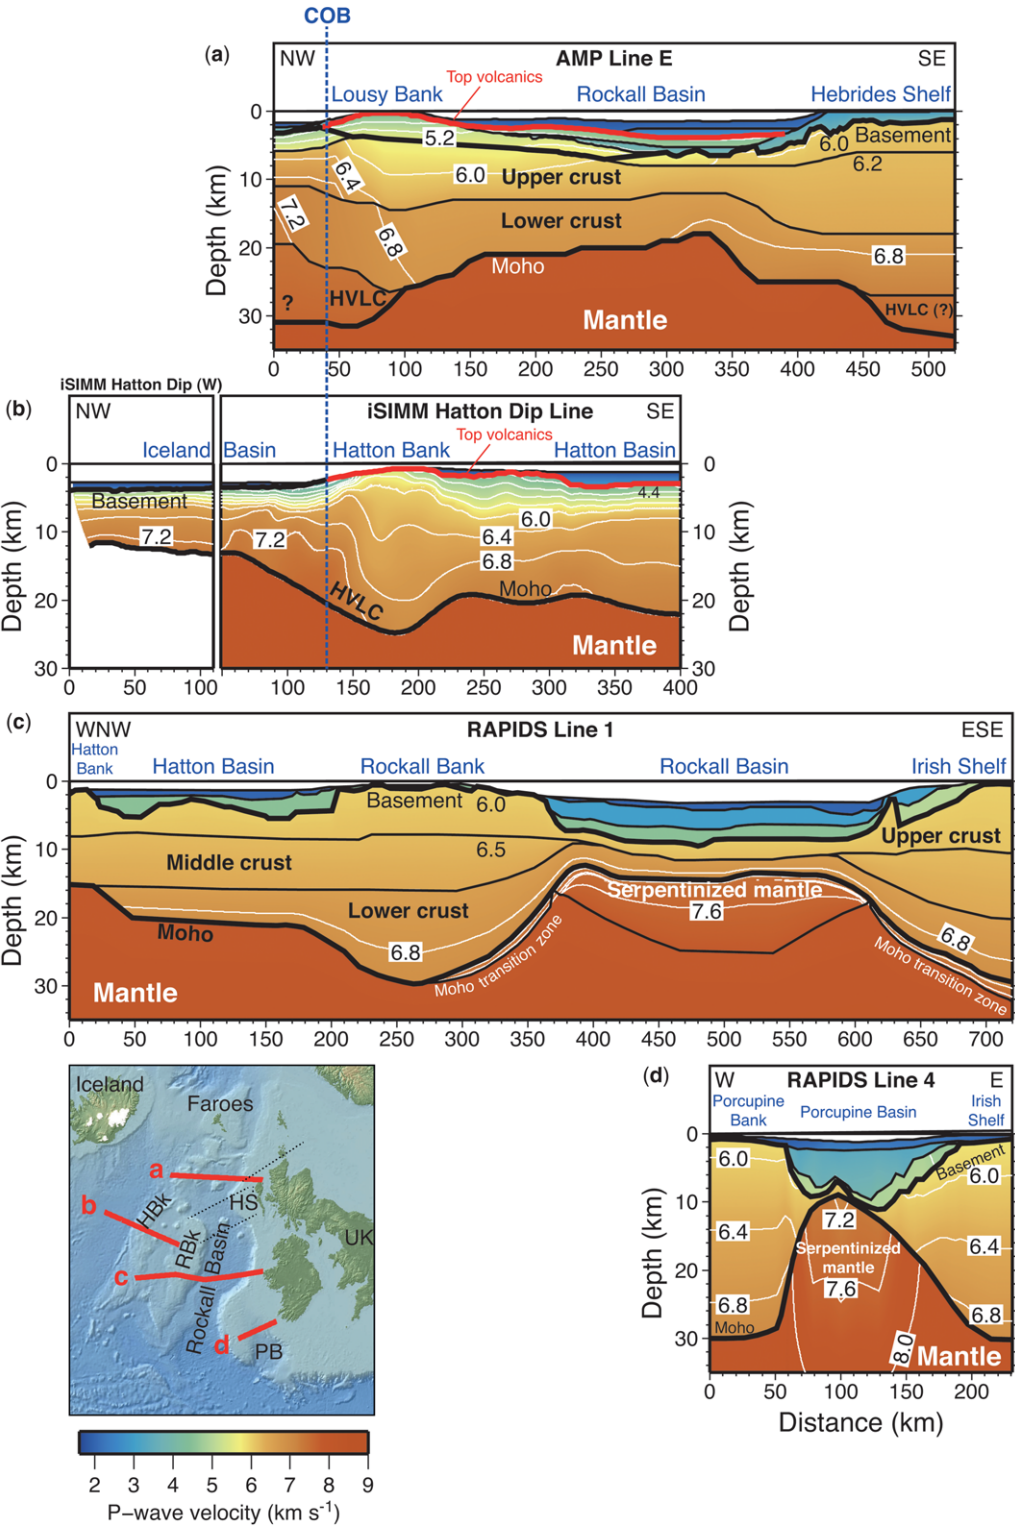 COB
(a)
NW AMP Line E SE
Top volcanics
Lousy Bank Rockall Basin Hebrides Shelf
0
10
20
30
Depth (km)
5.2
6.0
Basement
6.2
6.4
6.0
Upper crust
7.2
6.8
Lower crust
6.8
Moho
?
HVLC
HVLC (?)
Mantle
0 50 100 150 200 250 300 350 400 450 500
iSIMM Hatton Dip (W)
(b)
NW iSIMM Hatton Dip Line SE
Top volcanics
Iceland Basin Hatton Bank Hatton Basin
0
10
20
30
Depth (km)
Basement
4.4
6.0
7.2
7.2
6.4
6.8
HVLC
Moho
Mantle
0
10
20
30
Depth (km)
0 50 100
100 150 200 250 300 350 400
(c)
WNW RAPIDS Line 1 ESE
Hatton
Bank
Hatton Basin Rockall Bank Rockall Basin Irish Shelf
0
10
20
30
Depth (km)
Basement 6.0
6.5
Upper crust
Middle crust
Serpentinized mantle
7.6
Lower crust
Moho
6.8
6.8
Moho transition zone
Moho transition zone
Mantle
0 50 100 150 200 250 300 350 400 450 500 550 600 650 700
Iceland
Faroes
a
b
c
d
HBk
HS
RBk
Rockall Basin
UK
PB
2 3 4 5 6 7 8 9
P–wave velocity (km s-1)
(d)
W RAPIDS Line 4 E
Porcupine
Bank
Porcupine Basin
Irish
Shelf
0
10
20
30
Depth (km)
6.0
Basement
6.0
7.2
6.4
6.4
Serpentinized
mantle
7.6
6.8
6.8
Moho
8.0
Mantle
0 50 100 150 200
Distance (km)